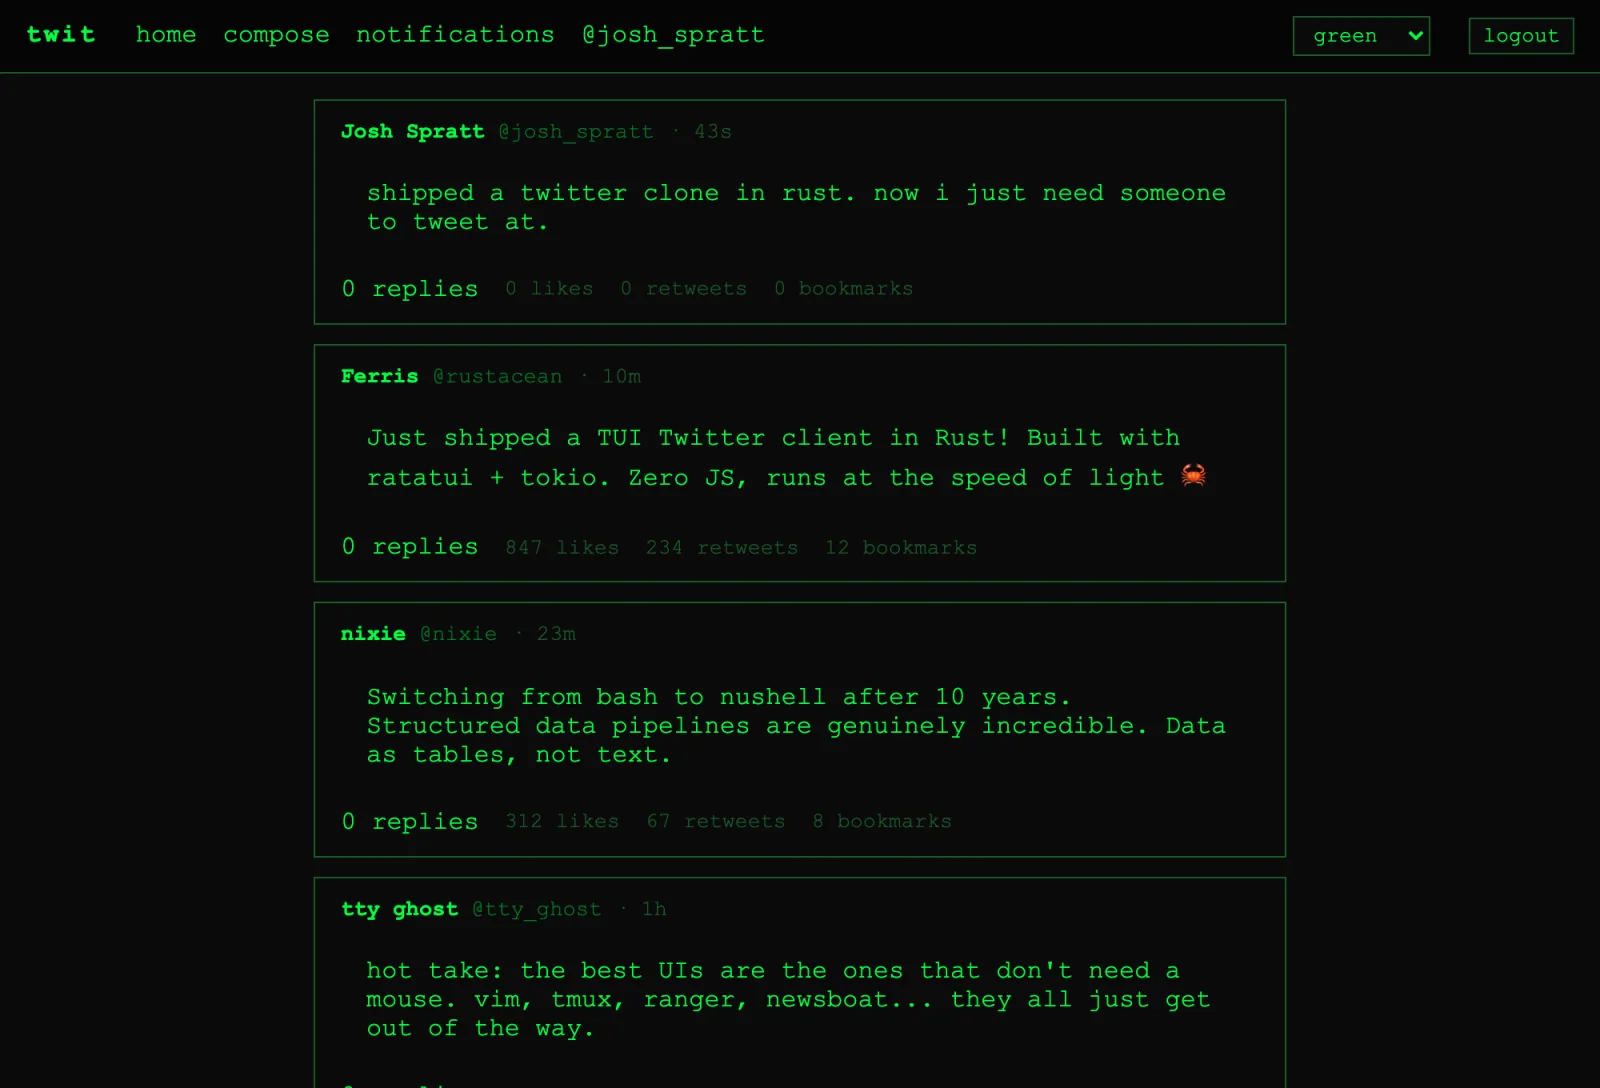 twit home compose notifications @josh_spratt green logout
Josh Spratt @josh_spratt · 43s
shipped a twitter clone in rust. now i just need someone
to tweet at.
0 replies 0 likes 0 retweets 0 bookmarks
Ferris @rustacean · 10m
Just shipped a TUI Twitter client in Rust! Built with
ratatui + tokio. Zero JS, runs at the speed of light 🦀
0 replies 847 likes 234 retweets 12 bookmarks
nixie @nixie · 23m
Switching from bash to nushell after 10 years.
Structured data pipelines are genuinely incredible. Data
as tables, not text.
0 replies 312 likes 67 retweets 8 bookmarks
tty ghost @tty_ghost · 1h
hot take: the best UIs are the ones that don't need a
mouse. vim, tmux, ranger, newsboat... they all just get
out of the way.